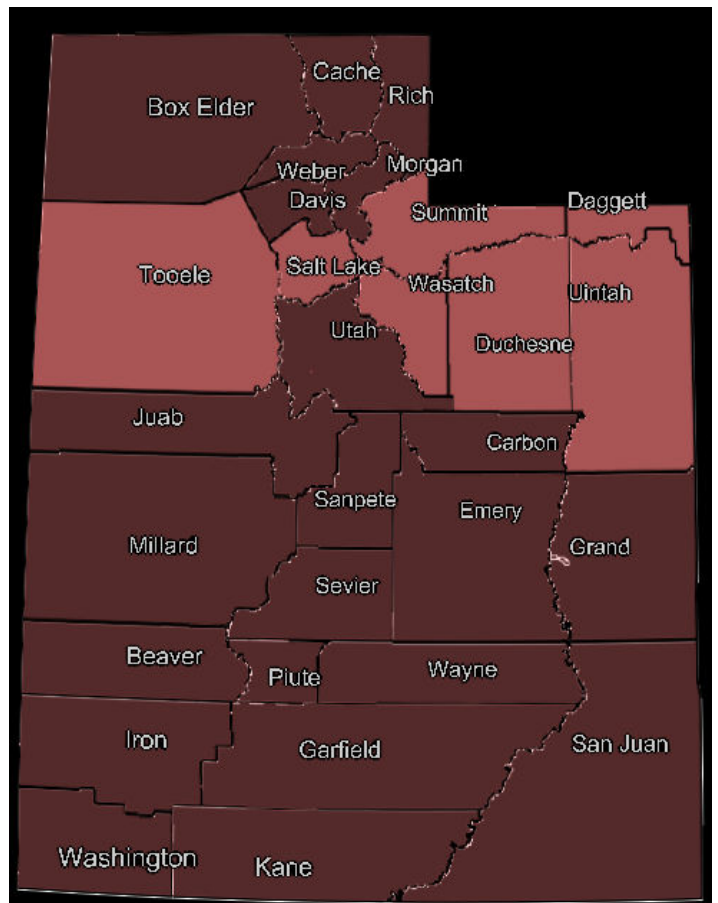 Cache
Rich
Box Elder
Weber
Morgan
Davis
Summit
Daggett
Salt Lake
Tooele
Wasatch
Uintah
Utah
Duchesne
Juab
Carbon
Sanpete
Emery
Millard
Grand
Sevier
Beaver
Piute
Wayne
Iron
Garfield
San Juan
Washington
Kane